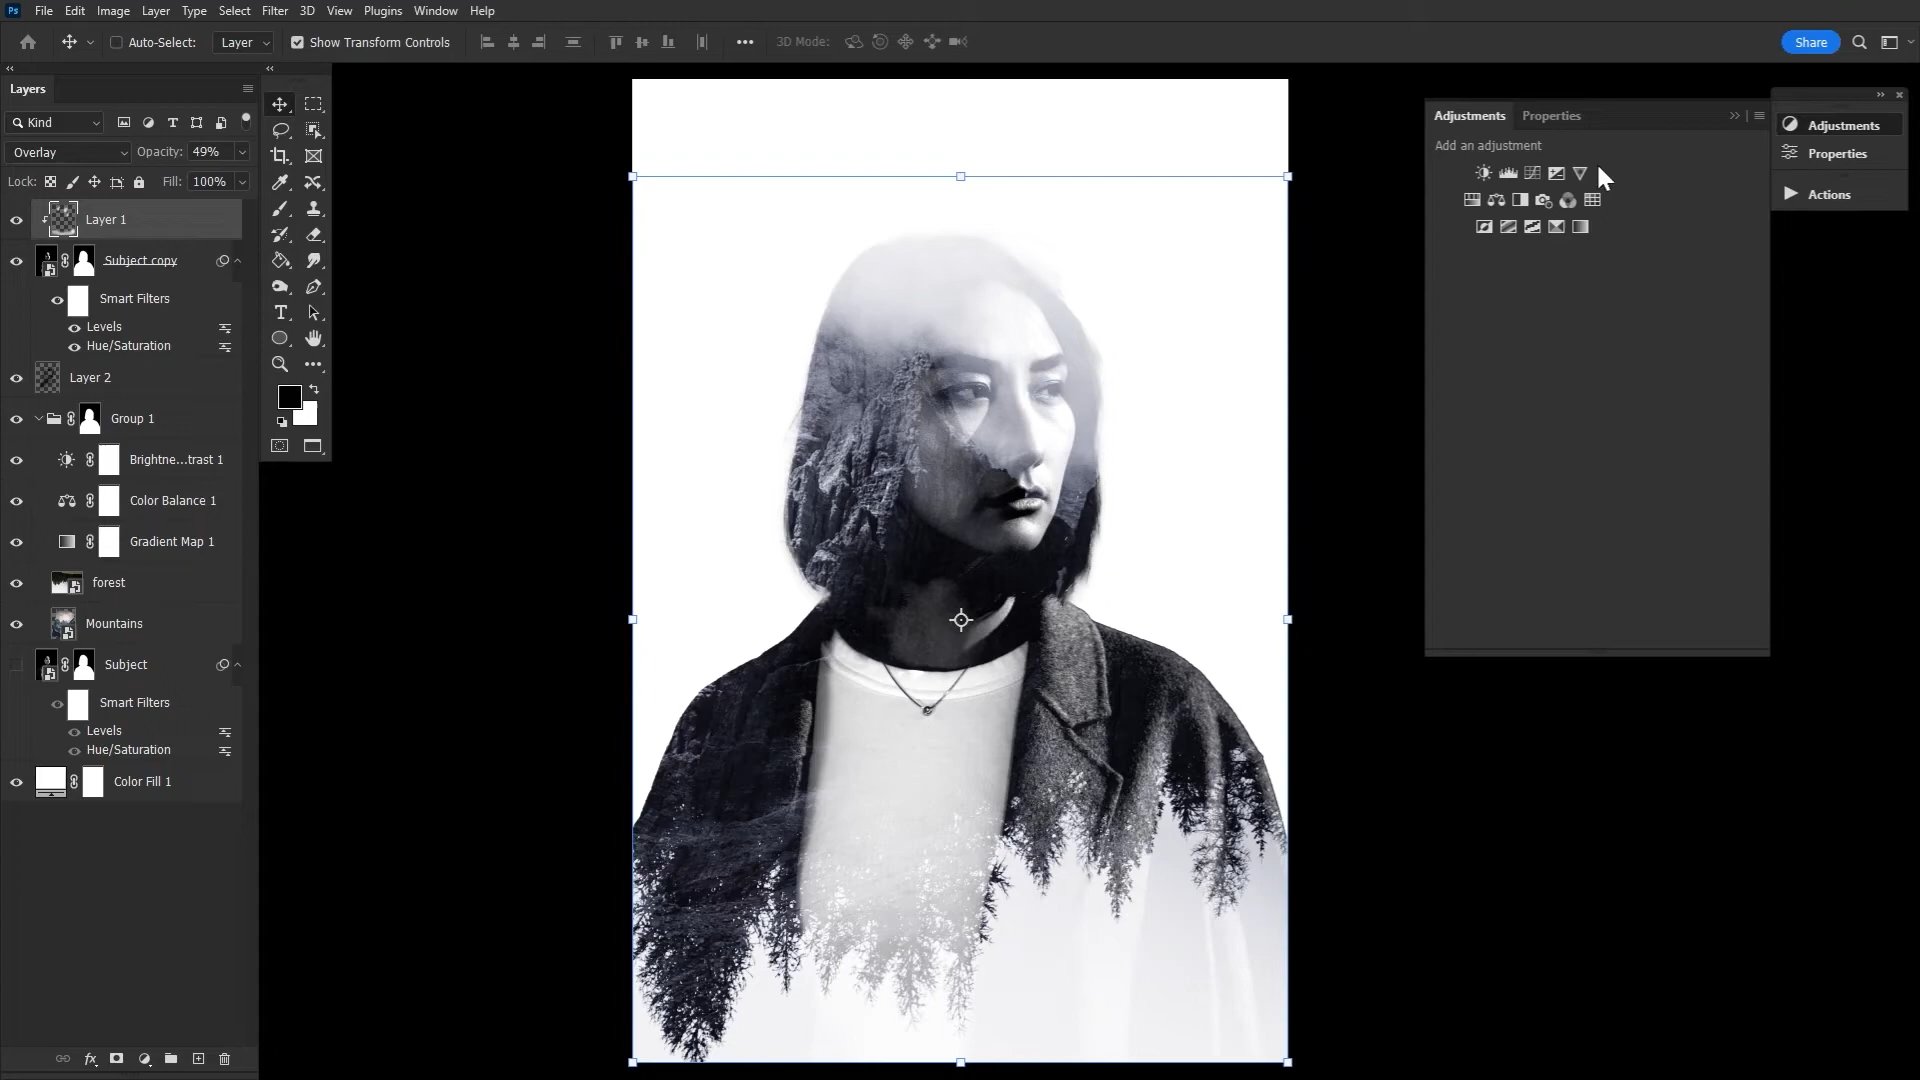 Ps File Edit Image Layer Type Select Filter 3D View Plugins Window Help
Auto-Select: Layer Show Transform Controls 3D Mode: Share
Layers
Kind
Overlay Opacity: 49%
Lock: Fill: 100%
Layer 1
Subject copy
Smart Filters
Levels
Hue/Saturation
Layer 2
Group 1
Brightne...trast 1
Color Balance 1
Gradient Map 1
forest
Mountains
Subject
Smart Filters
Levels
Hue/Saturation
Color Fill 1
fx
T
Adjustments Properties
Add an adjustment
Adjustments
Properties
Actions